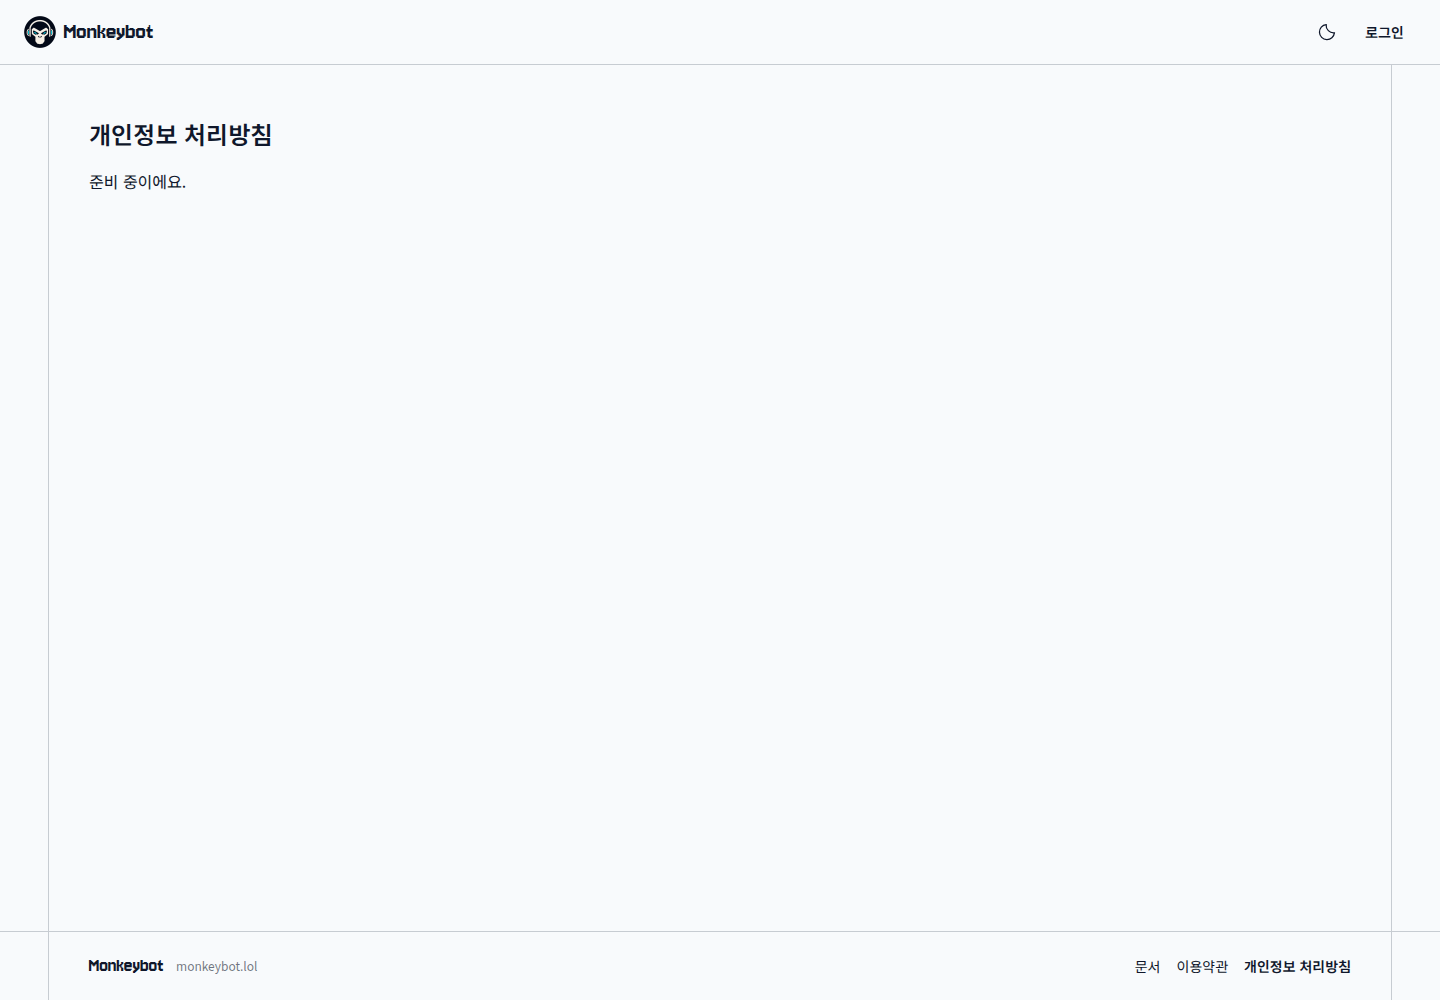 Monkeybot
로그인
개인정보 처리방침
준비 중이에요.
Monkeybot monkeybot.lol
문서 이용약관 개인정보 처리방침